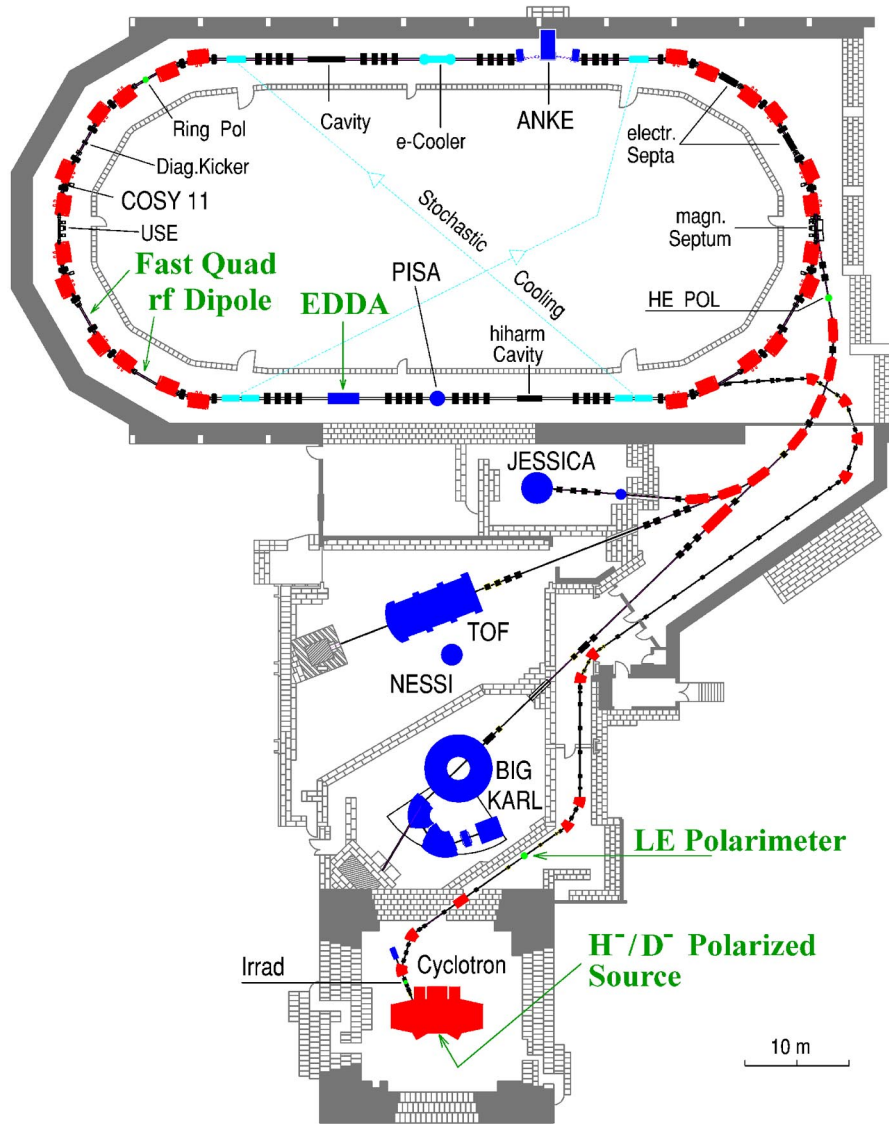 Ring Pol
Cavity
e-Cooler
ANKE
electr.
Septa
Diag.Kicker
COSY 11
USE
Stochastic
Cooling
magn.
Septum
Fast Quad
rf Dipole
EDDA
PISA
hiharm
Cavity
HE POL
JESSICA
TOF
NESSI
BIG
KARL
LE Polarimeter
H⁻/D⁻ Polarized
Source
Irrad
Cyclotron
10 m